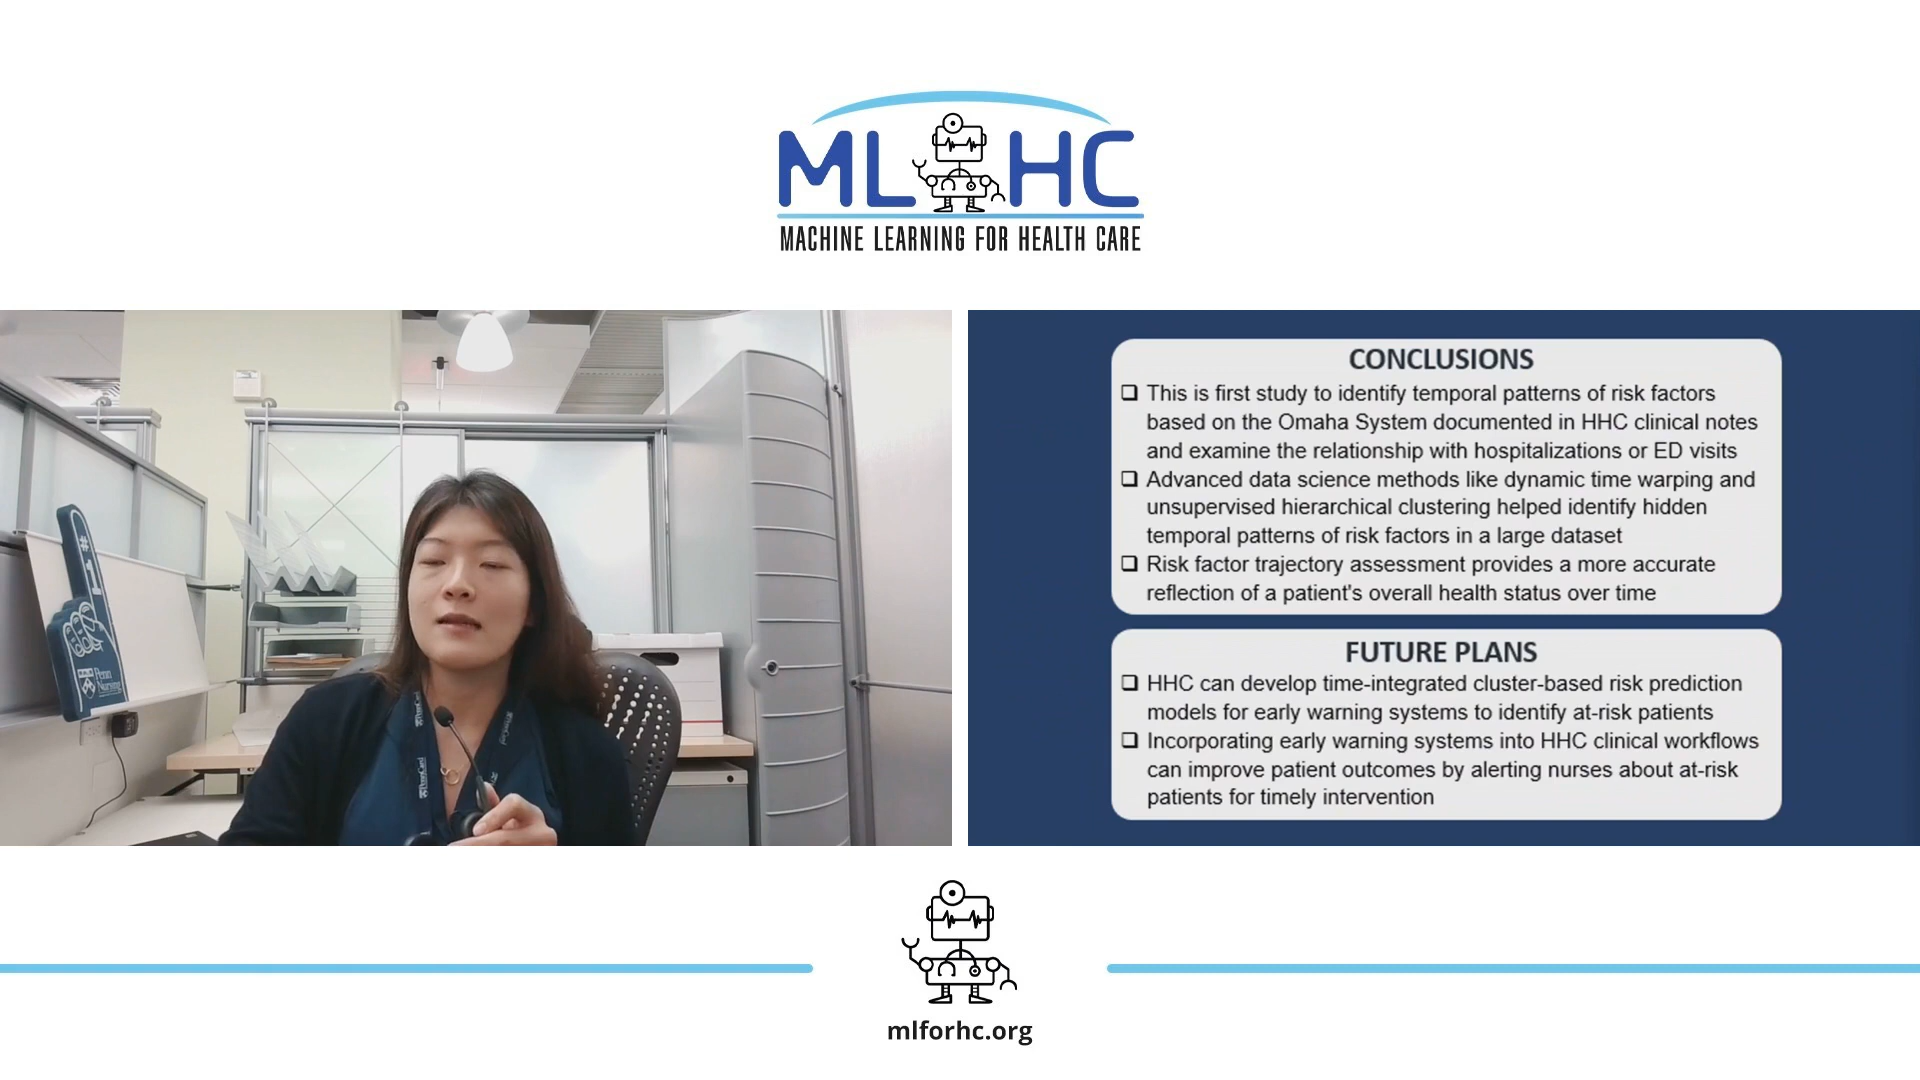 ML HC
MACHINE LEARNING FOR HEALTH CARE
#1
Penn
Nursing
CONCLUSIONS
This is first study to identify temporal patterns of risk factors
based on the Omaha System documented in HHC clinical notes
and examine the relationship with hospitalizations or ED visits
Advanced data science methods like dynamic time warping and
unsupervised hierarchical clustering helped identify hidden
temporal patterns of risk factors in a large dataset
Risk factor trajectory assessment provides a more accurate
reflection of a patient's overall health status over time
FUTURE PLANS
HHC can develop time-integrated cluster-based risk prediction
models for early warning systems to identify at-risk patients
Incorporating early warning systems into HHC clinical workflows
can improve patient outcomes by alerting nurses about at-risk
patients for timely intervention
mlforhc.org